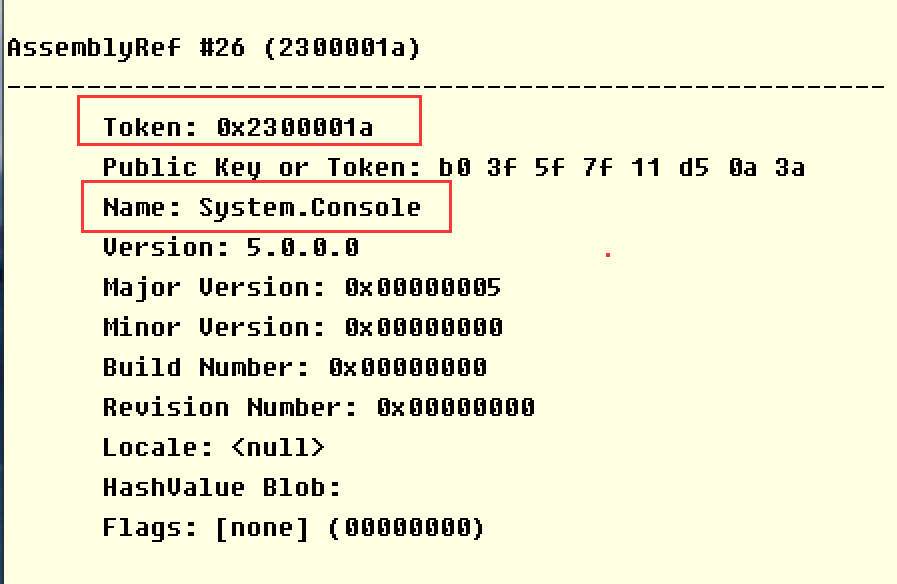 AssemblyRef #26 (2300001a)
-------------------------------------------------------
Token: 0x2300001a
Public Key or Token: b0 3f 5f 7f 11 d5 0a 3a
Name: System.Console
Version: 5.0.0.0
Major Version: 0x00000005
Minor Version: 0x00000000
Build Number: 0x00000000
Revision Number: 0x00000000
Locale: <null>
HashValue Blob:
Flags: [none] (00000000)